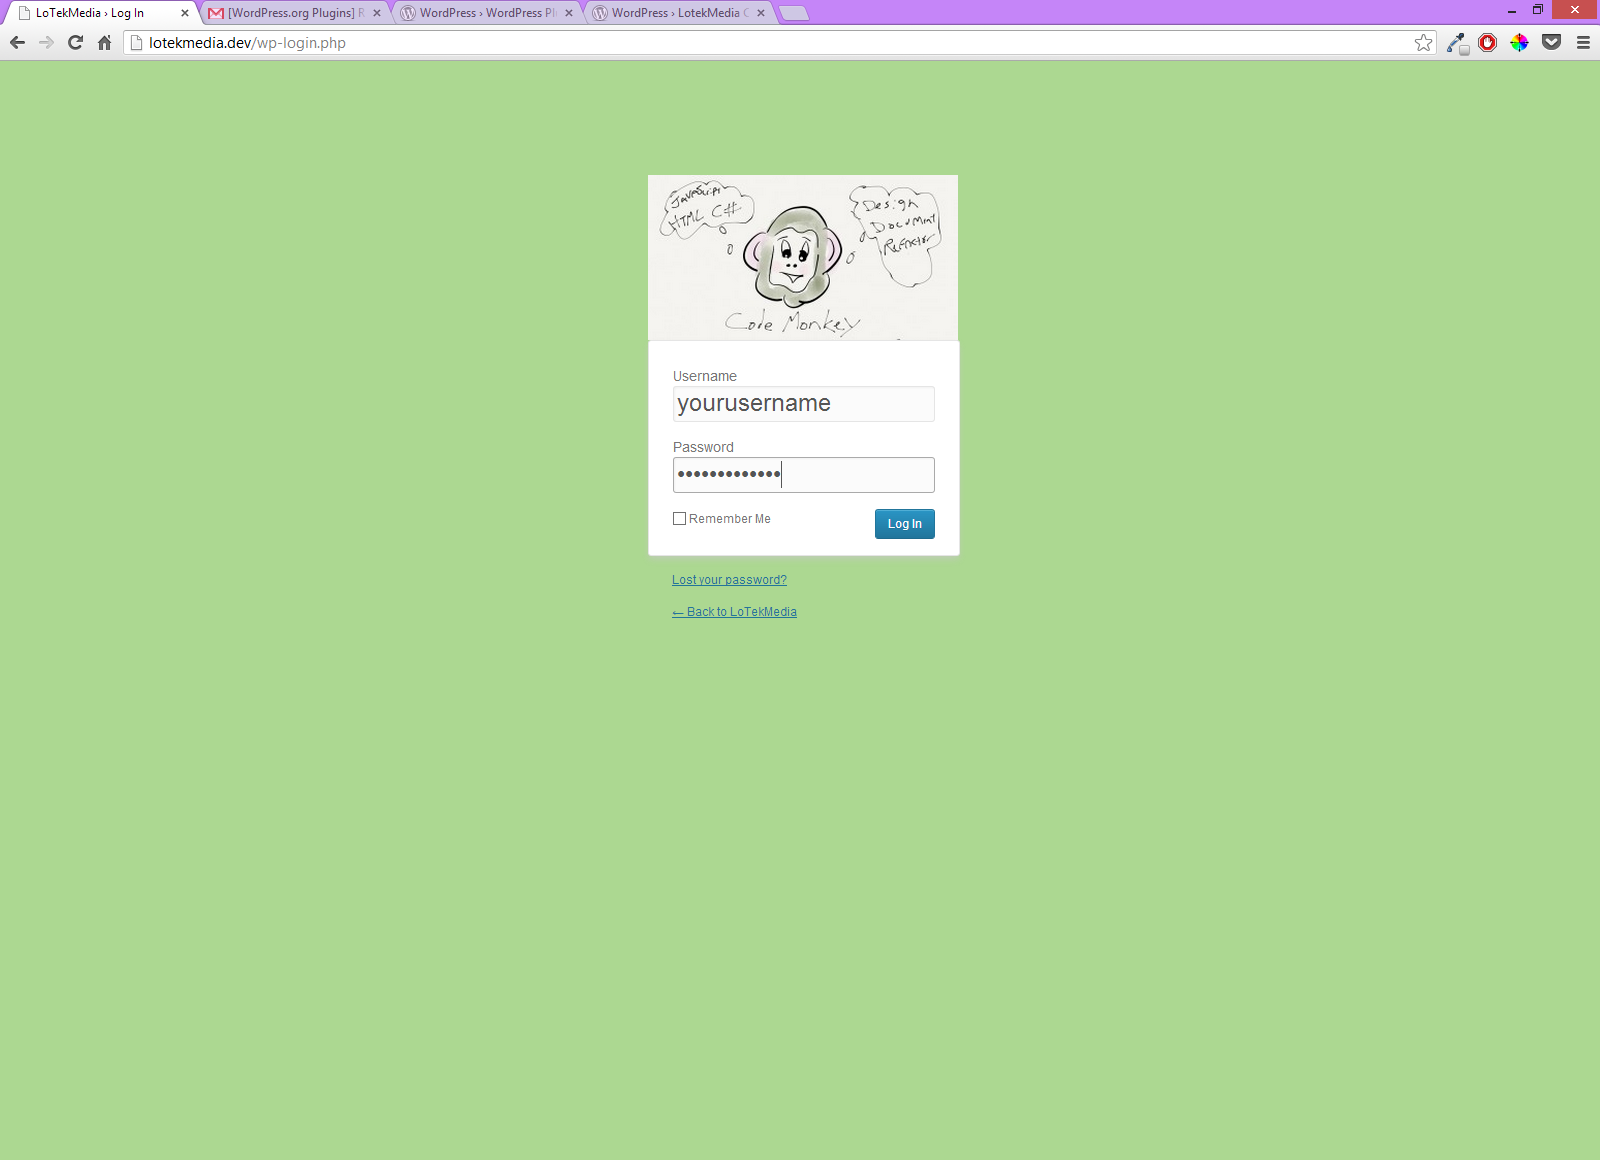 LoTekMedia › Log In
[WordPress.org Plugins] R
WordPress › WordPress Pl
WordPress › LotekMedia C
lotekmedia.dev/wp-login.php
JavaScript
HTML C#
Design
Document
Refactor
Code Monkey
Username
yourusername
Password
•••••••••••••
Remember Me
Log In
Lost your password?
← Back to LoTekMedia